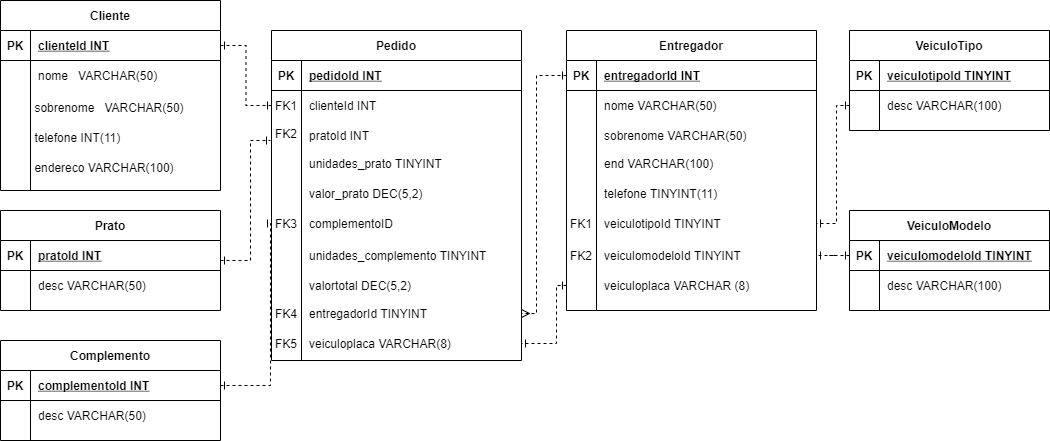 Cliente
PK clienteId INT
nome VARCHAR(50)
sobrenome VARCHAR(50)
telefone INT(11)
endereco VARCHAR(100)
Prato
PK pratoId INT
desc VARCHAR(50)
Complemento
PK complementoId INT
desc VARCHAR(50)
Pedido
PK pedidoId INT
FK1 clienteId INT
FK2 pratoId INT
unidades_prato TINYINT
valor_prato DEC(5,2)
FK3 complementoID
unidades_complemento TINYINT
valortotal DEC(5,2)
FK4 entregadorId TINYINT
FK5 veiculoplaca VARCHAR(8)
Entregador
PK entregadorId INT
nome VARCHAR(50)
sobrenome VARCHAR(50)
end VARCHAR(100)
telefone TINYINT(11)
FK1 veiculotipoId TINYINT
FK2 veiculomodeloId TINYINT
veiculoplaca VARCHAR (8)
VeiculoTipo
PK veiculotipoId TINYINT
desc VARCHAR(100)
VeiculoModelo
PK veiculomodeloId TINYINT
desc VARCHAR(100)